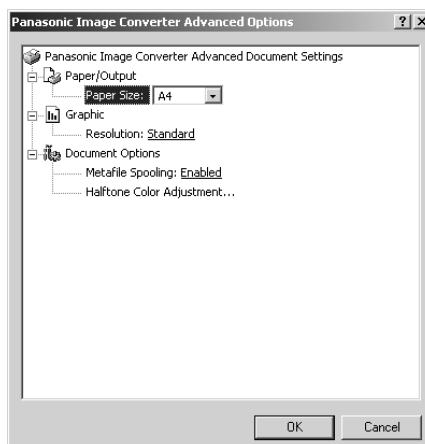 Panasonic Image Converter Advanced Options
Panasonic Image Converter Advanced Document Settings
Paper/Output
Paper Size: A4
Graphic
Resolution: Standard
Document Options
Metafile Spooling: Enabled
Halftone Color Adjustment...
OK Cancel